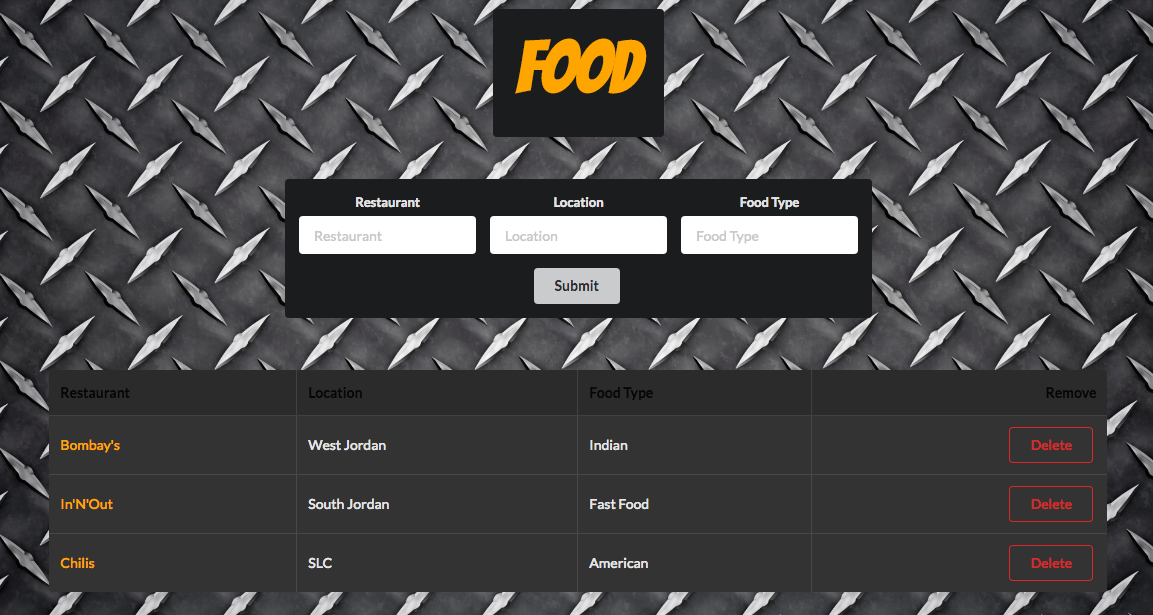 FOOD
Restaurant Location Food Type
Restaurant Location Food Type
Submit
Restaurant Location Food Type Remove
Bombay's West Jordan Indian Delete
In'N'Out South Jordan Fast Food Delete
Chilis SLC American Delete